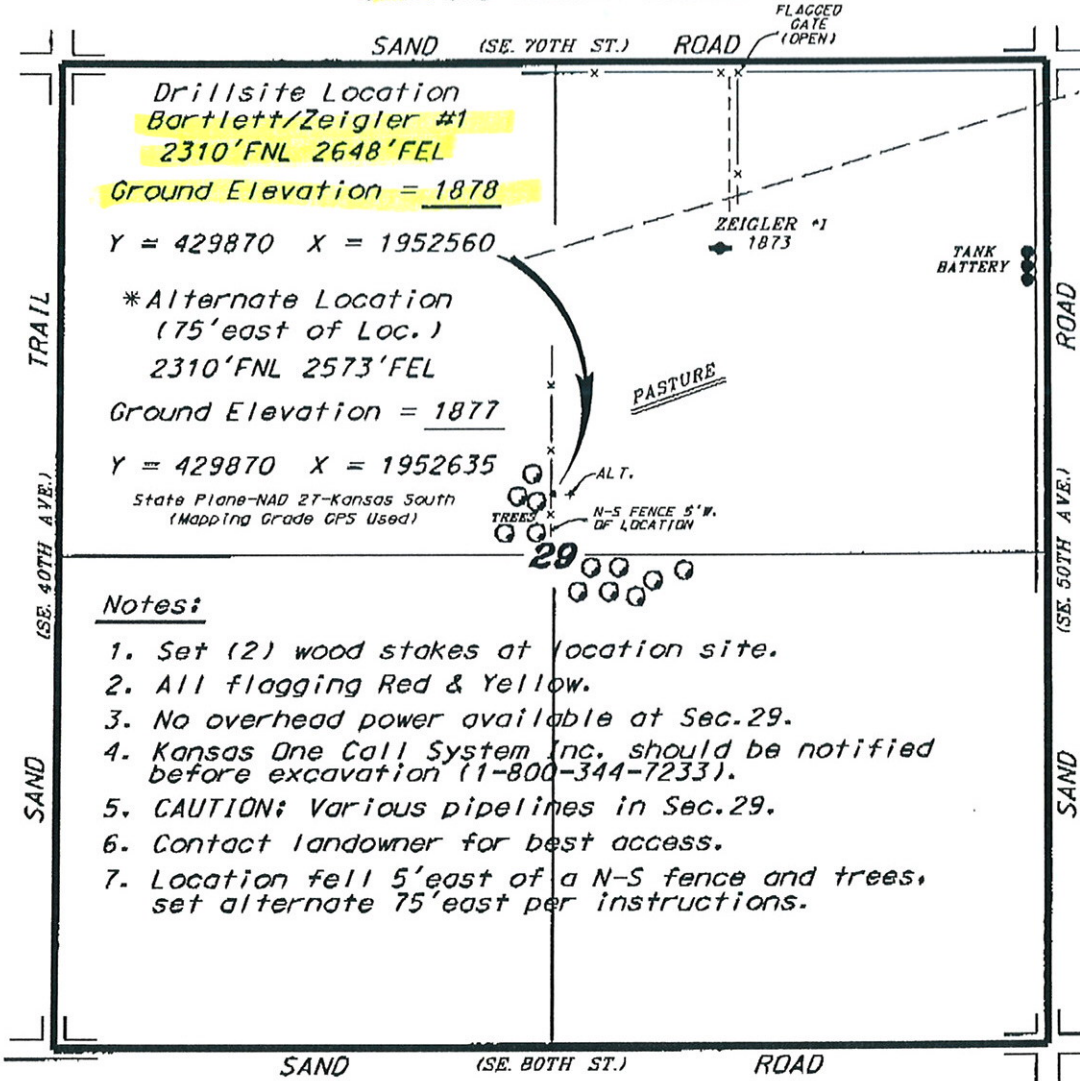 FLAGGED
GATE
(OPEN)
SAND (SE. 70TH ST.) ROAD
Drillsite Location
Bartlett/Zeigler #1
2310'FNL 2648'FEL
Ground Elevation = 1878
Y = 429870 X = 1952560
*Alternate Location
(75'east of Loc.)
2310'FNL 2573'FEL
Ground Elevation = 1877
Y = 429870 X = 1952635
State Plane-NAD 27-Kansas South
(Mapping Grade GPS Used)
ZEIGLER #1
1873
TANK
BATTERY
PASTURE
ALT.
TREES
N-S FENCE 5'W.
OF LOCATION
29
TRAIL
(SE. 40TH AVE.)
SAND
ROAD
(SE. 50TH AVE.)
SAND
Notes:
1. Set (2) wood stakes at location site.
2. All flagging Red & Yellow.
3. No overhead power available at Sec.29.
4. Kansas One Call System Inc. should be notified
before excavation (1-800-344-7233).
5. CAUTION: Various pipelines in Sec.29.
6. Contact landowner for best access.
7. Location fell 5'east of a N-S fence and trees,
set alternate 75'east per instructions.
SAND (SE. 80TH ST.) ROAD